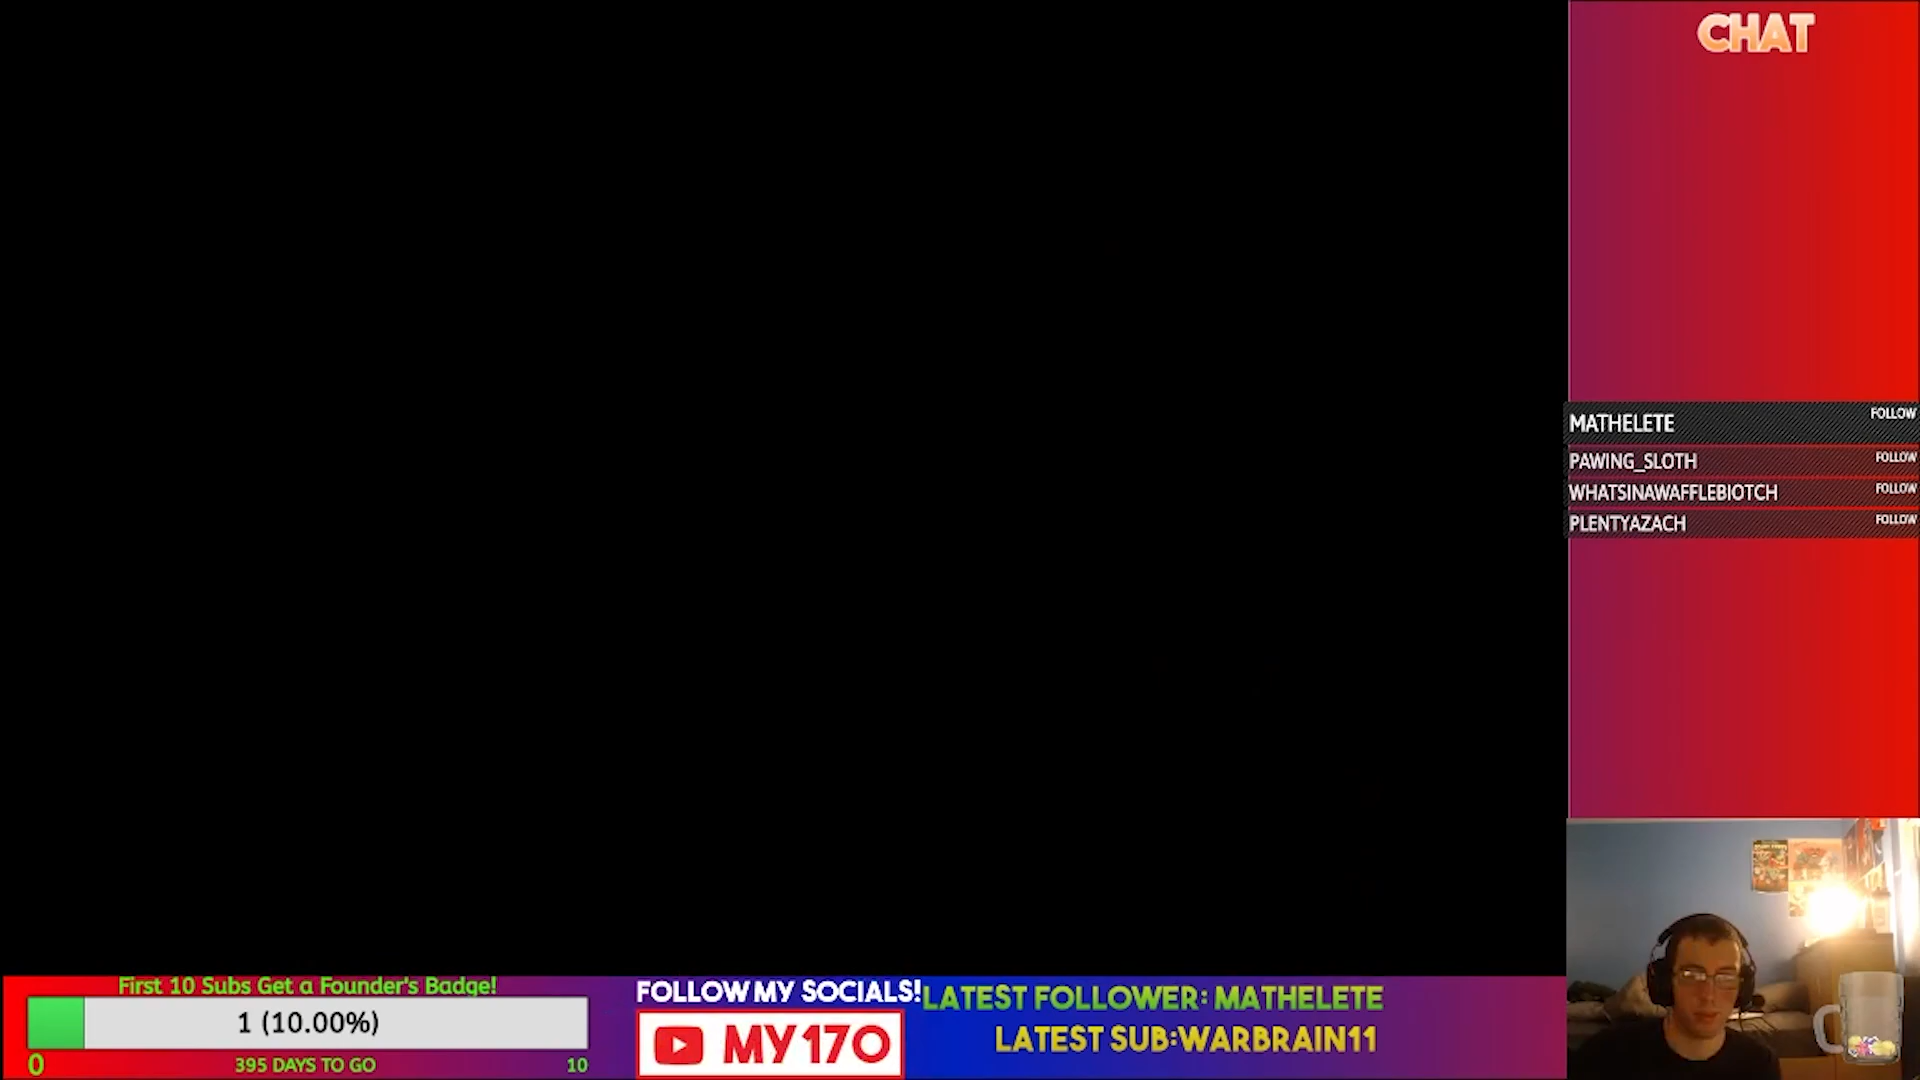 CHAT
MATHELETE FOLLOW
PAWING_SLOTH FOLLOW
WHATSINAWAFFLEBIOTCH FOLLOW
PLENTYAZACH FOLLOW
First 10 Subs Get a Founder's Badge!
1 (10.00%)
0 395 DAYS TO GO 10
FOLLOW MY SOCIALS!
MY170
LATEST FOLLOWER: MATHELETE
LATEST SUB:WARBRAIN11